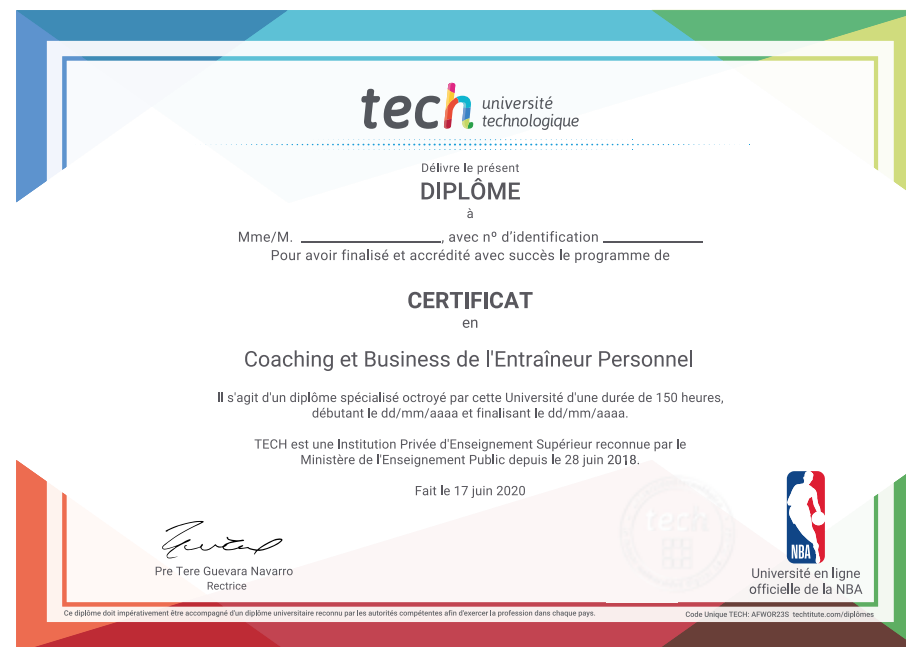 tech université
technologique
Délivre le présent
DIPLÔME
à
Mme/M. ____________________, avec nº d'identification ______________
Pour avoir finalisé et accrédité avec succès le programme de
CERTIFICAT
en
Coaching et Business de l'Entraîneur Personnel
Il s'agit d'un diplôme spécialisé octroyé par cette Université d'une durée de 150 heures,
débutant le dd/mm/aaaa et finalisant le dd/mm/aaaa.
TECH est une Institution Privée d'Enseignement Supérieur reconnue par le
Ministère de l'Enseignement Public depuis le 28 juin 2018.
Fait le 17 juin 2020
tech
NBA
Pre Tere Guevara Navarro
Rectrice
Université en ligne
officielle de la NBA
Ce diplôme doit impérativement être accompagné d'un diplôme universitaire reconnu par les autorités compétentes afin d'exercer la profession dans chaque pays.
Code Unique TECH: AFWOR23S techtitute.com/diplômes